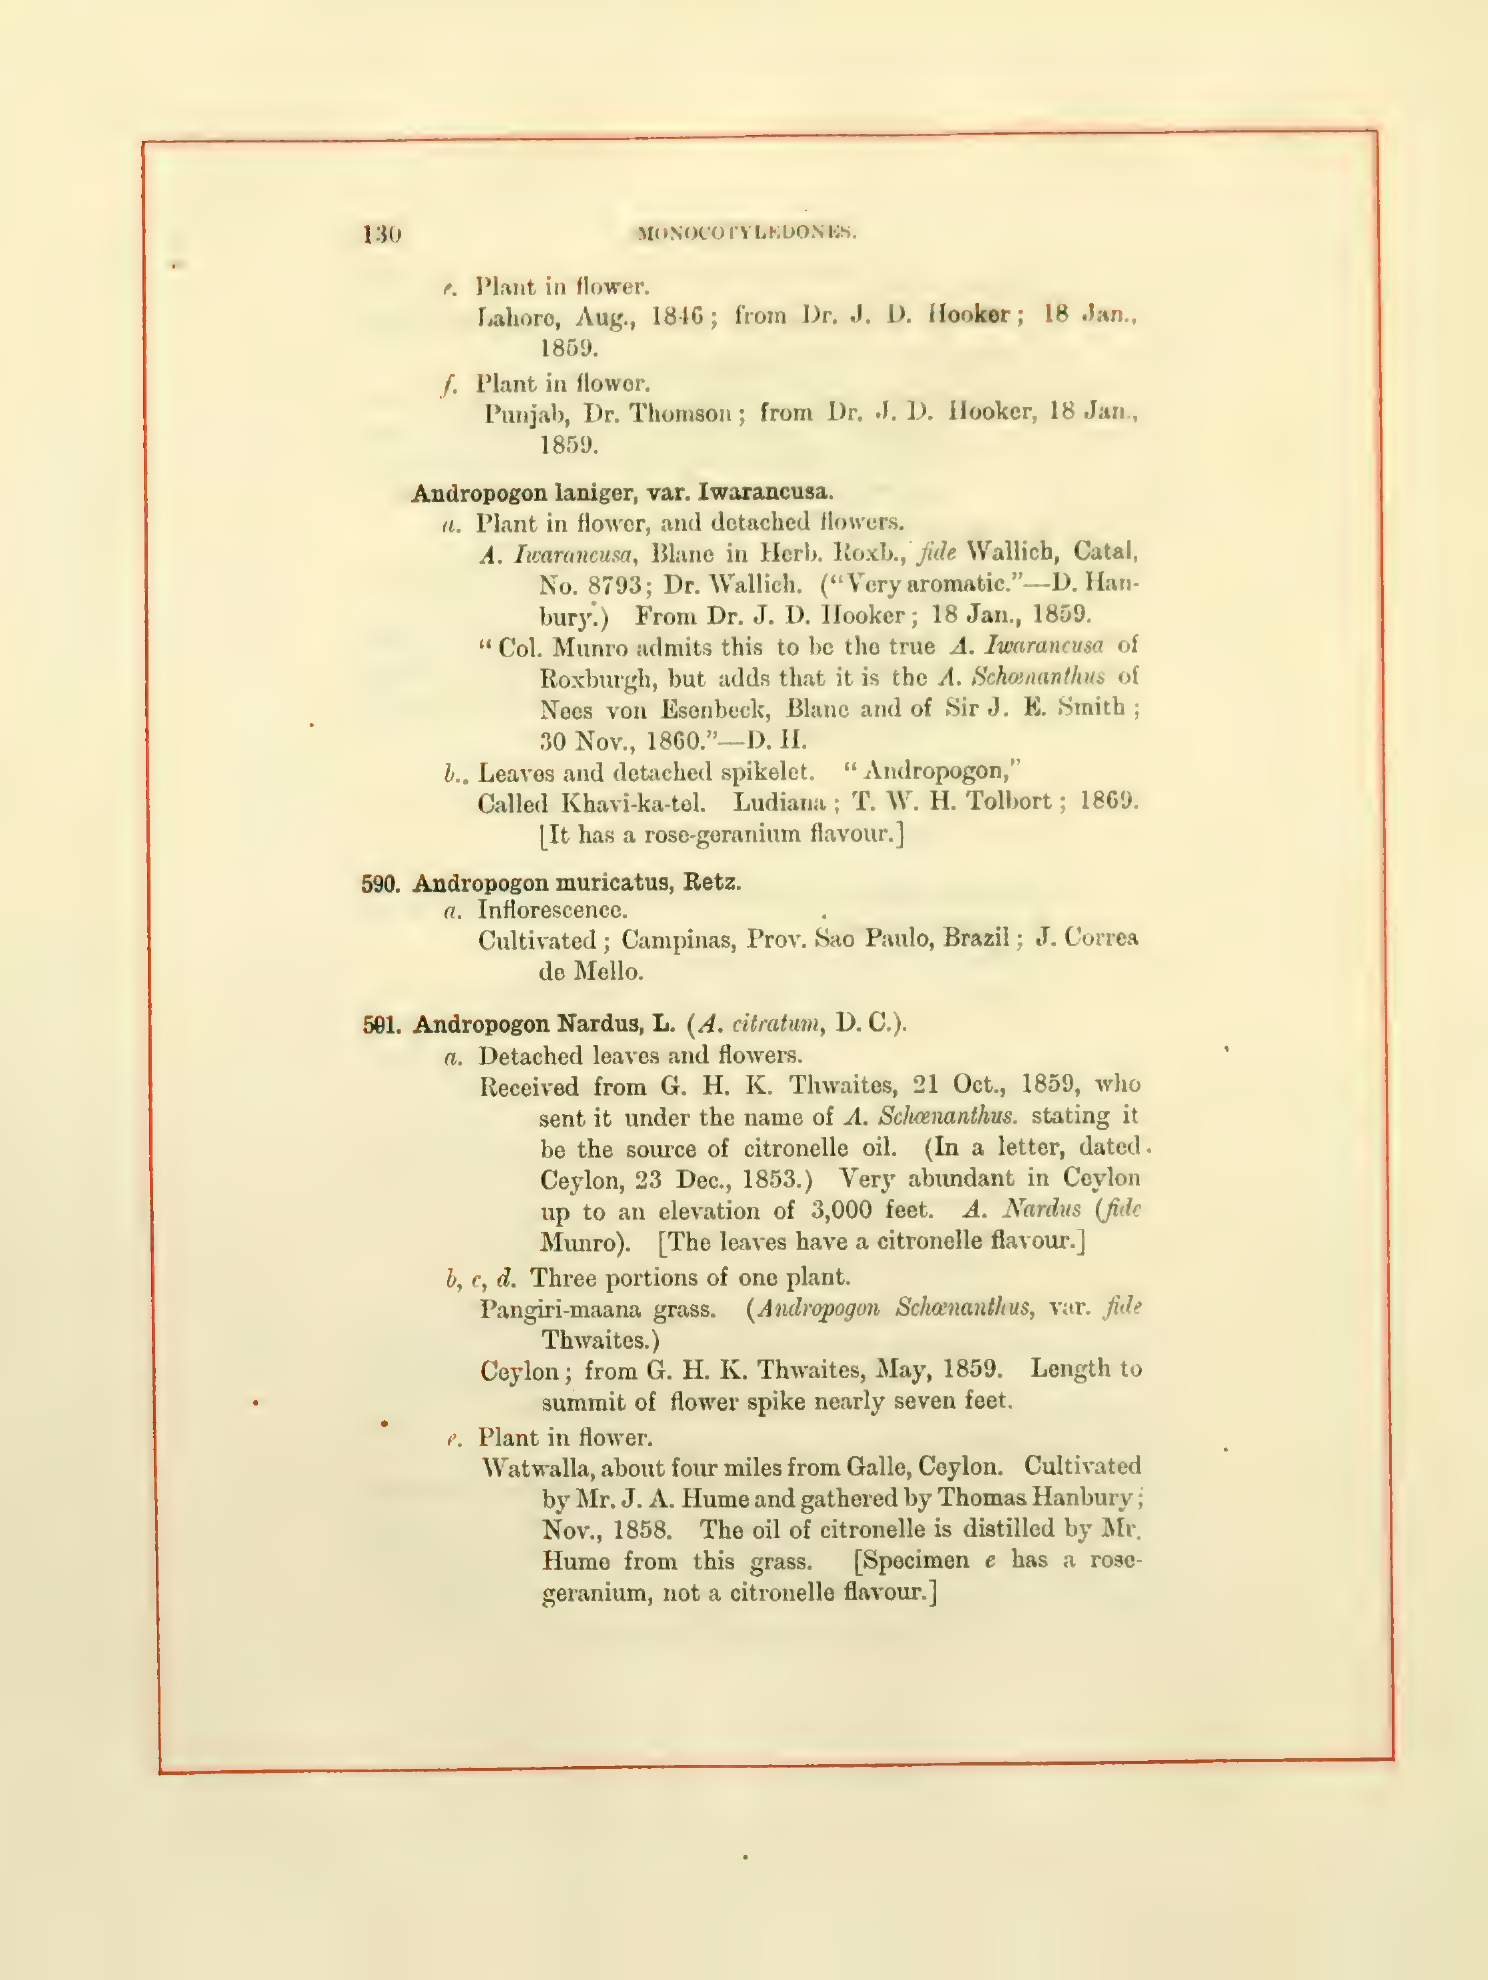 130 MONOCOTYLEDONES.
e. Plant in flower.
Lahore, Aug., 1846; from Dr. J. D. Hooker; 18 Jan.,
1859.
f. Plant in flower.
Punjab, Dr. Thomson; from Dr. J. D. Hooker, 18 Jan.,
1859.
Andropogon laniger, var. Iwarancusa.
a. Plant in flower, and detached flowers.
A. Iwarancusa, Blane in Herb. Roxb., fide Wallich, Catal,
No. 8793; Dr. Wallich. (“Very aromatic.”—D. Han-
bury.) From Dr. J. D. Hooker; 18 Jan., 1859.
“Col. Munro admits this to be the true A. Iwarancusa of
Roxburgh, but adds that it is the A. Schœnanthus of
Nees von Esenbeck, Blane and of Sir J. E. Smith;
30 Nov., 1860.”—D. H.
b. Leaves and detached spikelet. “Andropogon,”
Called Khavi-ka-tel. Ludiana; T. W. H. Tolbort; 1869.
[It has a rose-geranium flavour.]
590. Andropogon muricatus, Retz.
a. Inflorescence.
Cultivated; Campinas, Prov. Sao Paulo, Brazil; J. Correa
de Mello.
591. Andropogon Nardus, L. (A. citratum, D. C.).
a. Detached leaves and flowers.
Received from G. H. K. Thwaites, 21 Oct., 1859, who
sent it under the name of A. Schœnanthus. stating it
be the source of citronelle oil. (In a letter, dated
Ceylon, 23 Dec., 1853.) Very abundant in Ceylon
up to an elevation of 3,000 feet. A. Nardus (fide
Munro). [The leaves have a citronelle flavour.]
b, c, d. Three portions of one plant.
Pangiri-maana grass. (Andropogon Schœnanthus, var. fide
Thwaites.)
Ceylon; from G. H. K. Thwaites, May, 1859. Length to
summit of flower spike nearly seven feet.
e. Plant in flower.
Watwalla, about four miles from Galle, Ceylon. Cultivated
by Mr. J. A. Hume and gathered by Thomas Hanbury;
Nov., 1858. The oil of citronelle is distilled by Mr.
Hume from this grass. [Specimen e has a rose-
geranium, not a citronelle flavour.]